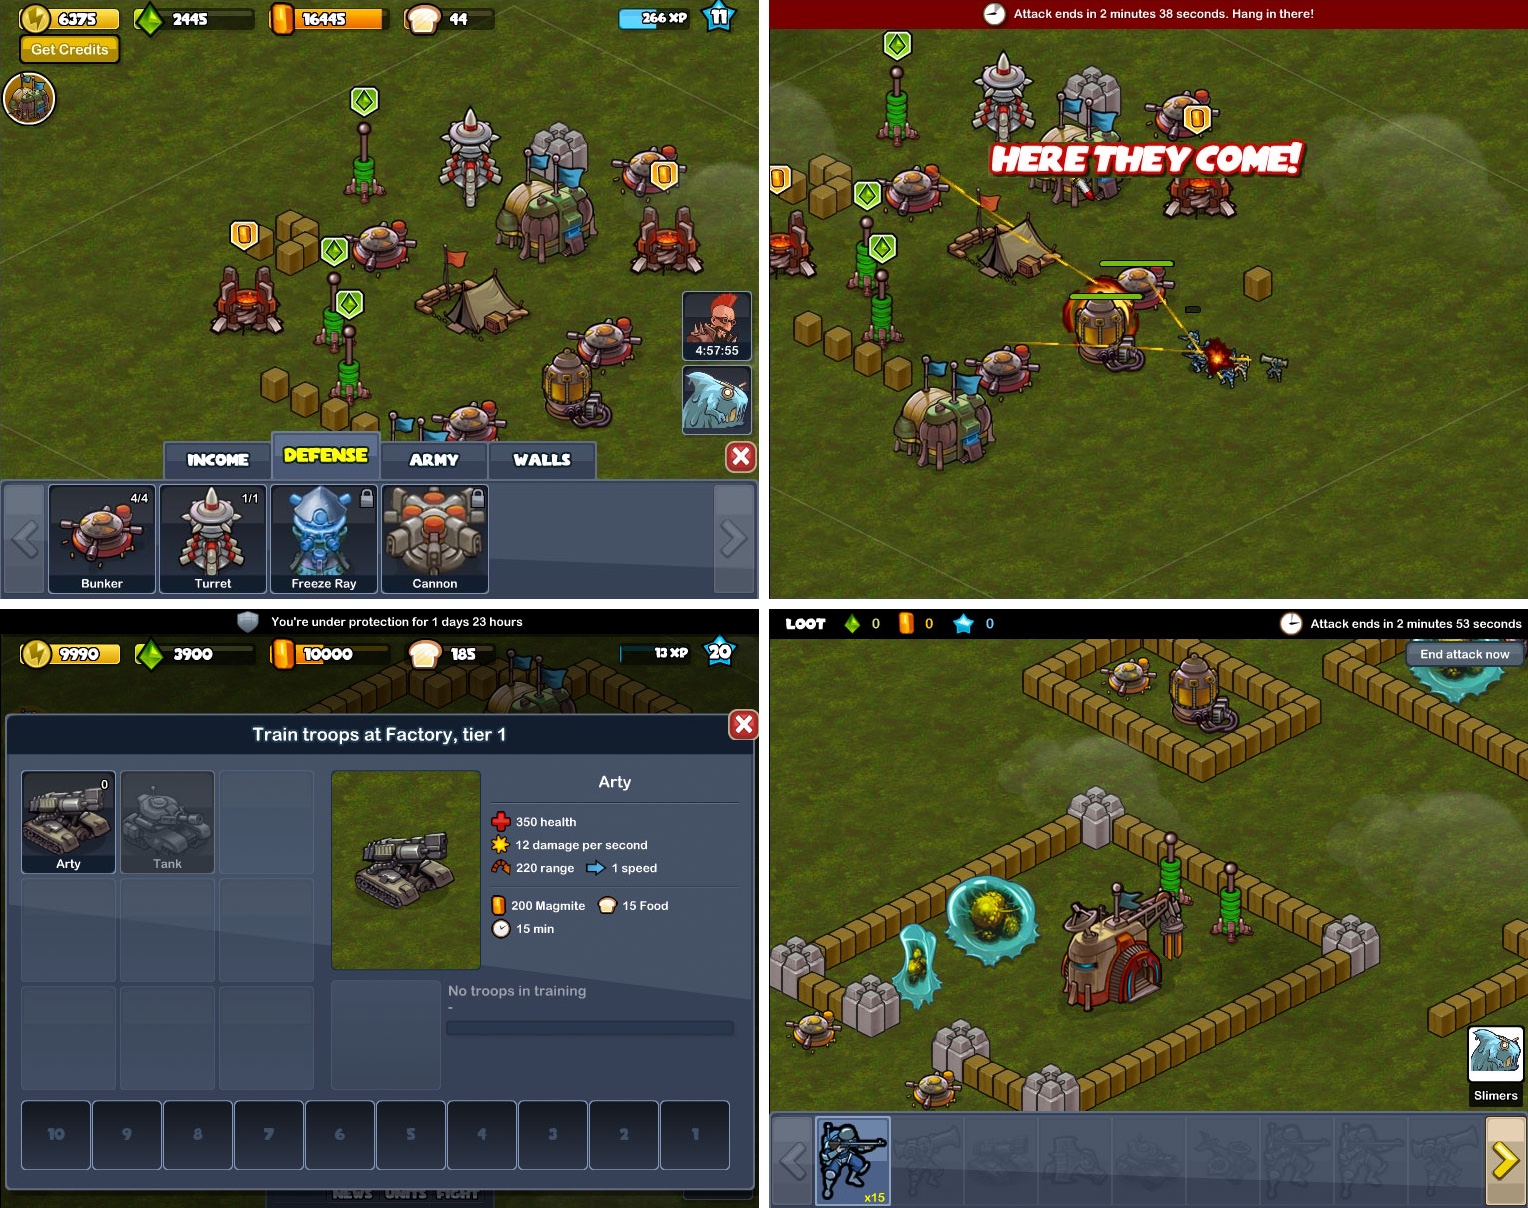 6375
2445
16445
44
266 XP
11
Get Credits
4:57:55
INCOME
DEFENSE
ARMY
WALLS
4/4
1/1
Bunker
Turret
Freeze Ray
Cannon
Attack ends in 2 minutes 38 seconds. Hang in there!
HERE THEY COME!
You're under protection for 1 days 23 hours
9990
3900
10000
185
13 XP
20
Train troops at Factory, tier 1
0
Arty
Tank
Arty
350 health
12 damage per second
220 range
1 speed
200 Magmite
15 Food
15 min
No troops in training
-
10
9
8
7
6
5
4
3
2
1
NEWS UNITS FIGHT
LOOT
0
0
0
Attack ends in 2 minutes 53 seconds
End attack now
Slimers
x15